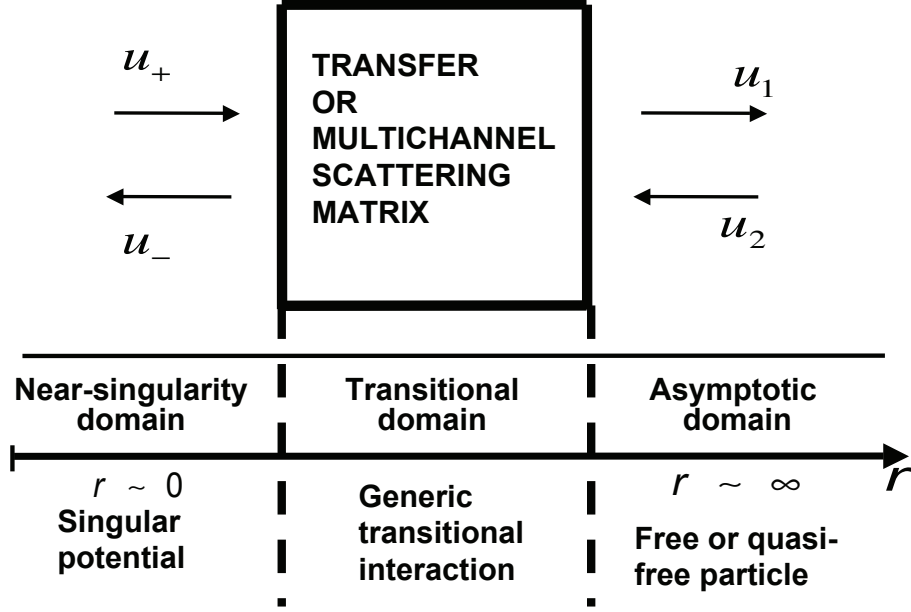 u₊
TRANSFER
OR
MULTICHANNEL
SCATTERING
MATRIX
u₁
u₋
u₂
Near-singularity
domain
Transitional
domain
Asymptotic
domain
r ~ 0
r ~ ∞
r
Singular
potential
Generic
transitional
interaction
Free or quasi-
free particle